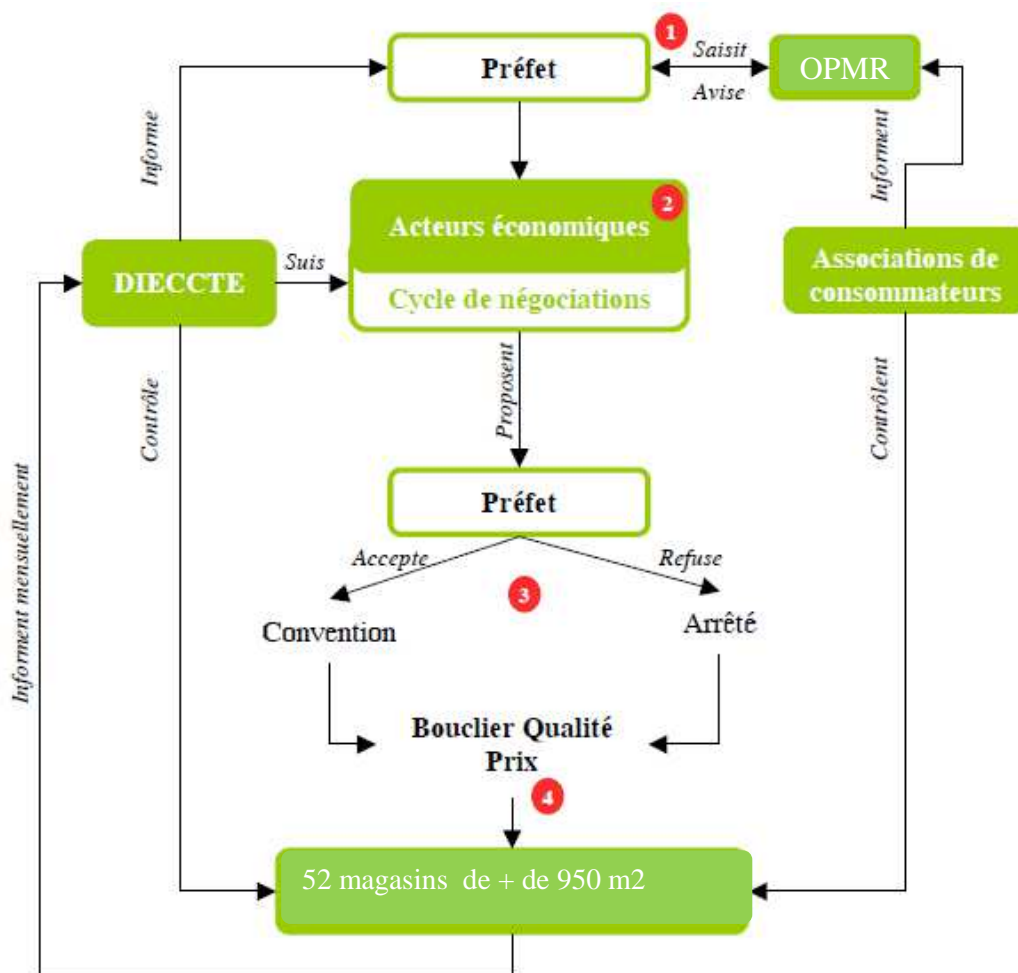 1
Saisit
Préfet
OPMR
Avise
Informe
Informent
2
Acteurs économiques
Cycle de négociations
DIECCTE
Suis
Associations de
consommateurs
Contrôle
Proposent
Contrôlent
Informent mensuellement
Préfet
Accepte
Refuse
3
Convention
Arrêté
Bouclier Qualité
Prix
4
52 magasins de + de 950 m2